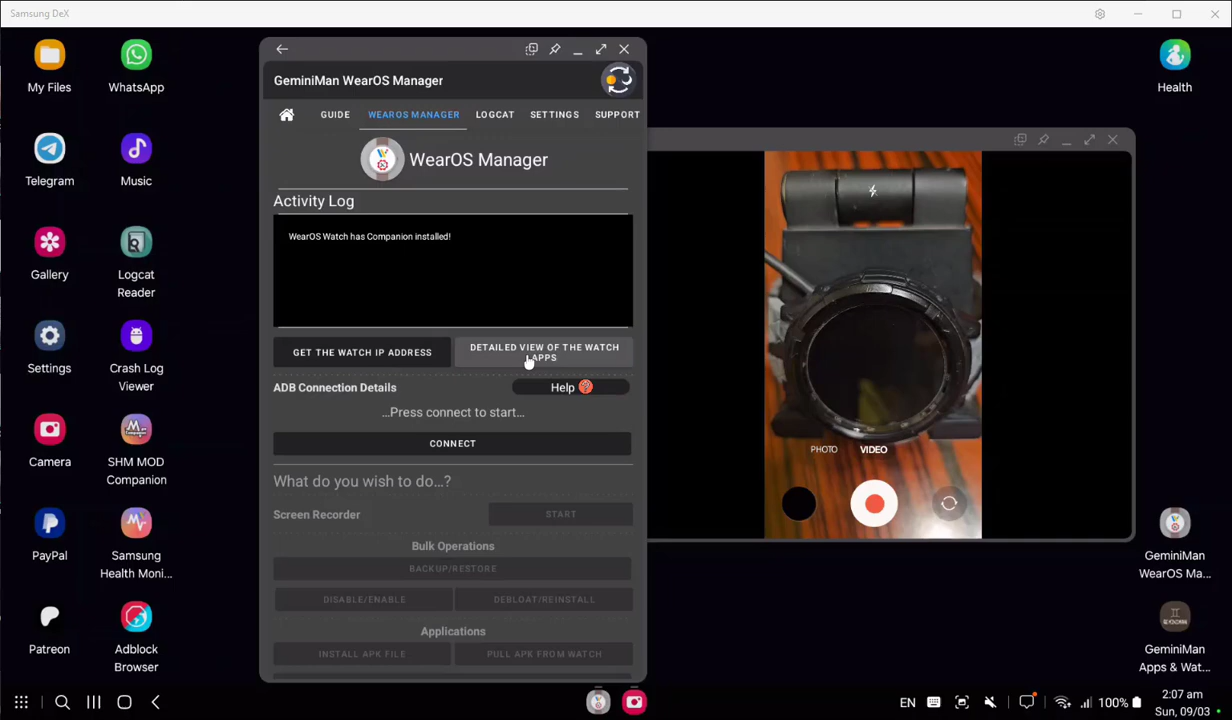 Samsung DeX
My Files
WhatsApp
Telegram
Music
Gallery
Logcat
Reader
Settings
Crash Log
Viewer
Camera
SHM MOD
Companion
PayPal
Samsung
Health Moni...
Patreon
Adblock
Browser
GeminiMan WearOS Manager
GUIDE WEAROS MANAGER LOGCAT SETTINGS SUPPORT
WearOS Manager
Activity Log
WearOS Watch has Companion installed!
GET THE WATCH IP ADDRESS
DETAILED VIEW OF THE WATCH
APPS
ADB Connection Details
Help
...Press connect to start...
CONNECT
What do you wish to do...?
Screen Recorder
START
Bulk Operations
BACKUP/RESTORE
DISABLE/ENABLE
DEBLOAT/REINSTALL
Applications
INSTALL APK FILE
PULL APK FROM WATCH
PHOTO VIDEO
Health
GeminiMan
WearOS Ma...
GeminiMan
Apps & Wat...
EN
100%
2:07 am
Sun, 09/03